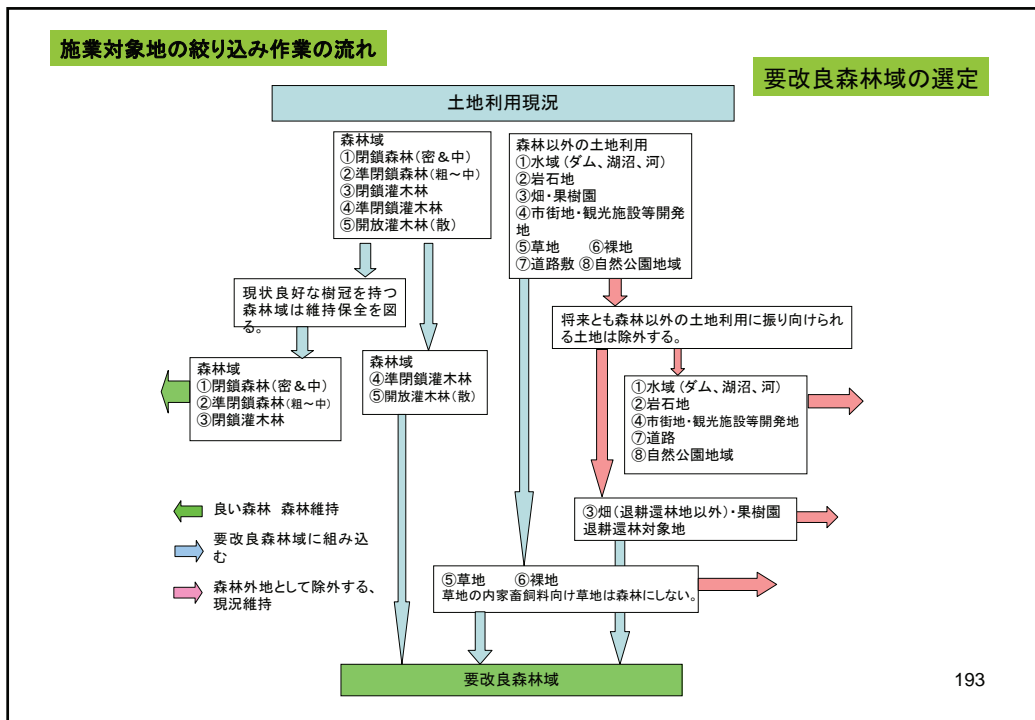 施業対象地の絞り込み作業の流れ
要改良森林域の選定
土地利用現況
森林域
①閉鎖森林(密&中)
②準閉鎖森林(粗～中)
③閉鎖灌木林
④準閉鎖灌木林
⑤開放灌木林(散)
森林以外の土地利用
①水域(ダム、湖沼、河)
②岩石地
③畑・果樹園
④市街地・観光施設等開発
地
⑤草地 ⑥裸地
⑦道路敷 ⑧自然公園地域
現状良好な樹冠を持つ
森林域は維持保全を図
る。
将来とも森林以外の土地利用に振り向けられ
る土地は除外する。
森林域
①閉鎖森林(密&中)
②準閉鎖森林(粗～中)
③閉鎖灌木林
森林域
④準閉鎖灌木林
⑤開放灌木林(散)
①水域(ダム、湖沼、河)
②岩石地
④市街地・観光施設等開発地
⑦道路
⑧自然公園地域
③畑(退耕還林地以外)・果樹園
退耕還林対象地
良い森林 森林維持
要改良森林域に組み込
む
森林外地として除外する、
現況維持
⑤草地 ⑥裸地
草地の内家畜飼料向け草地は森林にしない。
要改良森林域
193